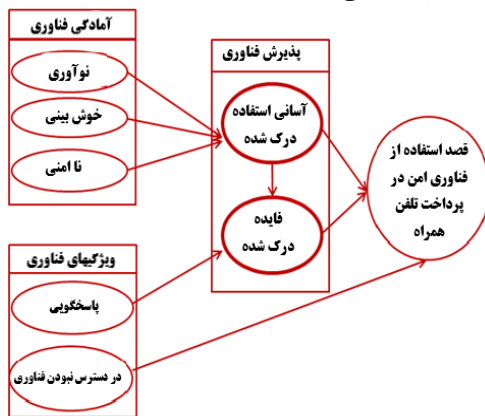 آمادگی فناوری
نوآوری
خوش بینی
نا امنی
پذیرش فناوری
آسانی استفاده
درک شده
فایده
درک شده
قصد استفاده از
فناوری امن در
پرداخت تلفن
همراه
ویژگیهای فناوری
پاسخگویی
در دسترس نبودن فناوری